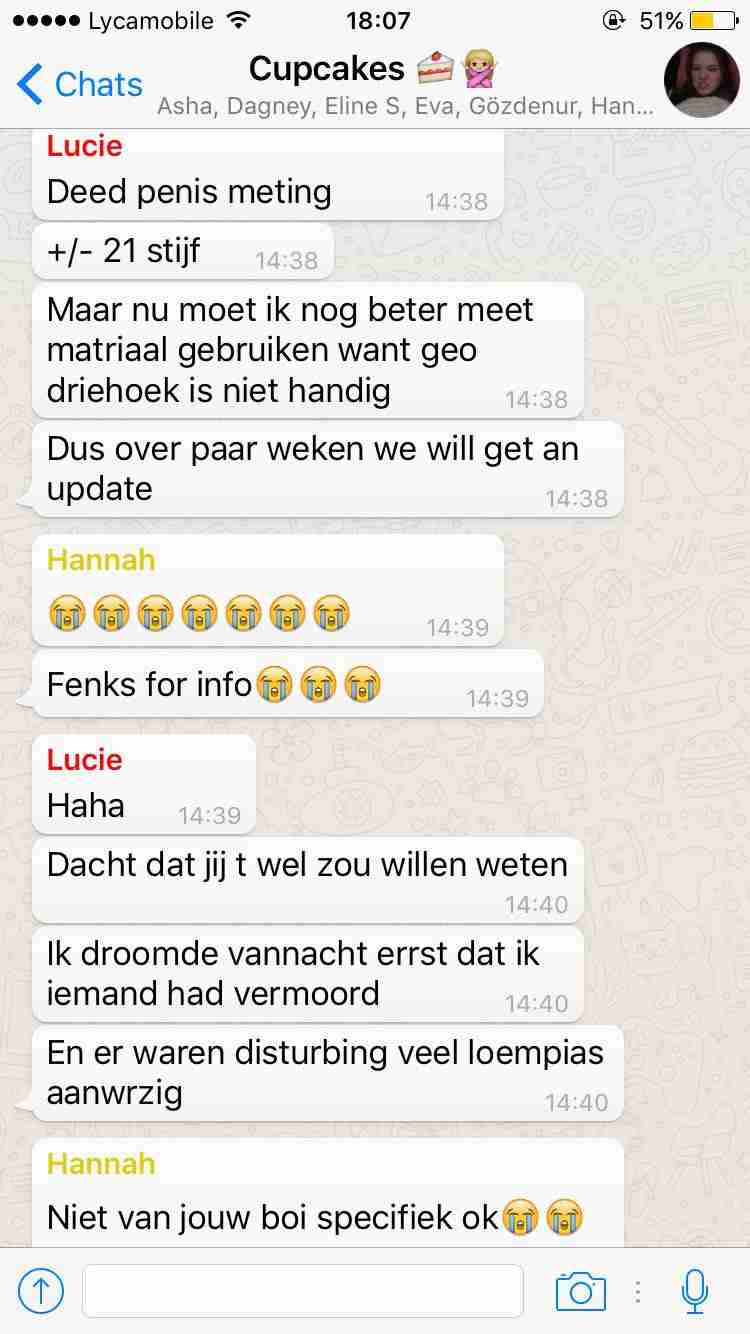 Lycamobile 18:07 51%
Chats
Cupcakes 🍰🙅🏼
Asha, Dagney, Eline S, Eva, Gözdenur, Han...
Lucie
Deed penis meting 14:38
+/- 21 stijf 14:38
Maar nu moet ik nog beter meet
matriaal gebruiken want geo
driehoek is niet handig 14:38
Dus over paar weken we will get an
update 14:38
Hannah
😭😭😭😭😭😭😭 14:39
Fenks for info😭😭😭 14:39
Lucie
Haha 14:39
Dacht dat jij t wel zou willen weten
14:40
Ik droomde vannacht errst dat ik
iemand had vermoord 14:40
En er waren disturbing veel loempias
aanwrzig 14:40
Hannah
Niet van jouw boi specifiek ok😭😭